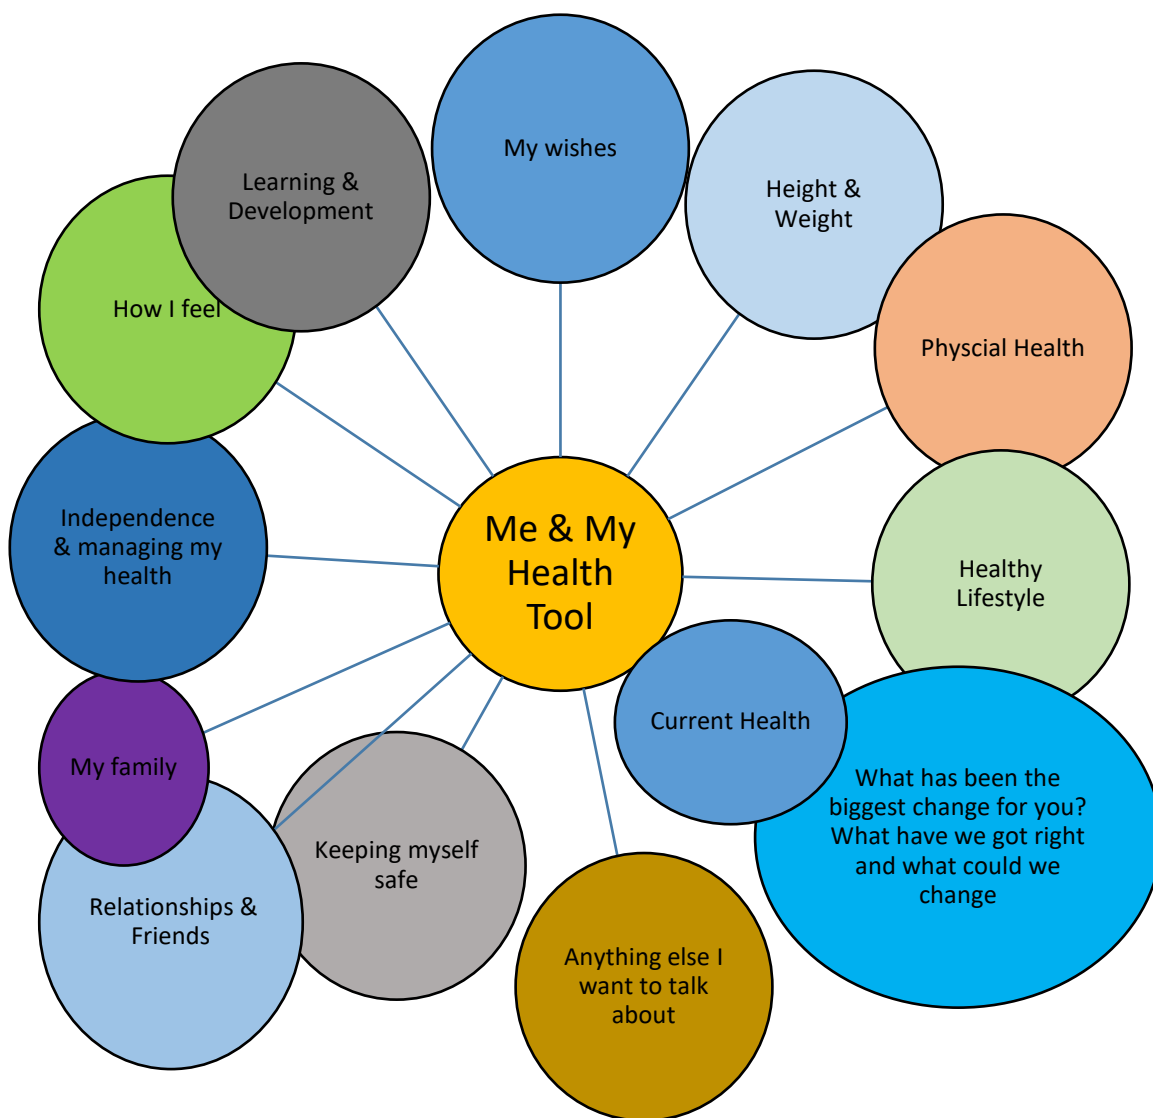 My wishes
Learning &
Development
Height &
Weight
How I feel
Physcial Health
Independence
& managing my
health
Me & My
Health
Tool
Healthy
Lifestyle
My family
Current Health
What has been the
biggest change for you?
What have we got right
and what could we
change
Keeping myself
safe
Relationships &
Friends
Anything else I
want to talk
about